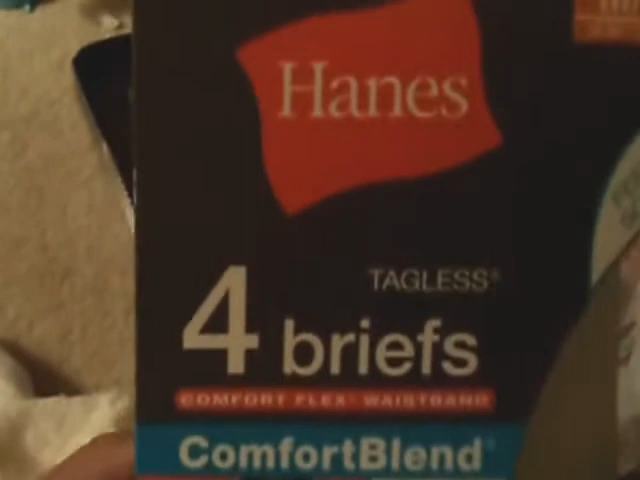 Hanes
TAGLESS®
4 briefs
COMFORT FLEX® WAISTBAND
ComfortBlend®